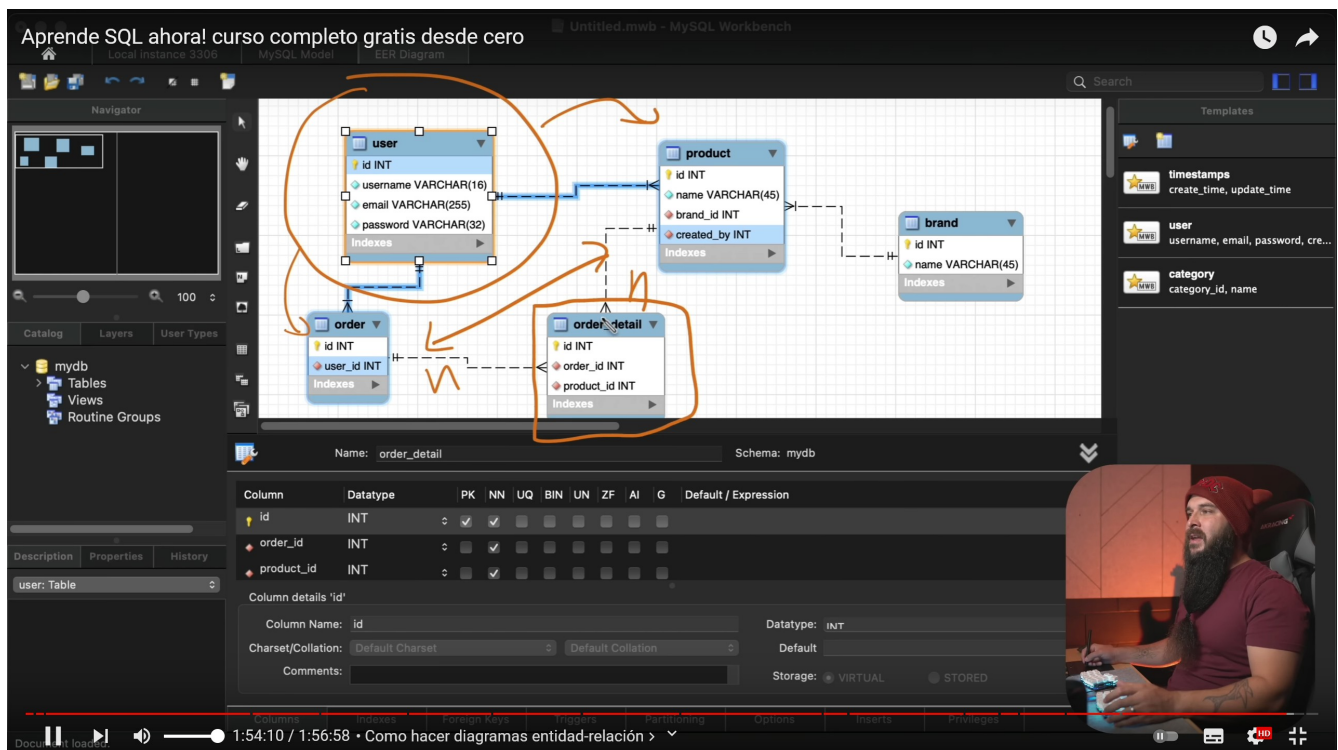 Untitled.mwb - MySQL Workbench
Aprende SQL ahora! curso completo gratis desde cero
Local instance 3306
MySQL Model
EER Diagram
Search
Navigator
100
Catalog
Layers
User Types
mydb
Tables
Views
Routine Groups
Description
Properties
History
user: Table
user
id INT
username VARCHAR(16)
email VARCHAR(255)
password VARCHAR(32)
Indexes
product
id INT
name VARCHAR(45)
brand_id INT
created_by INT
Indexes
brand
id INT
name VARCHAR(45)
Indexes
order
id INT
user_id INT
Indexes
order_detail
id INT
order_id INT
product_id INT
Indexes
n
n
Templates
timestamps
create_time, update_time
user
username, email, password, cre...
category
category_id, name
Name: order_detail
Schema: mydb
Column Datatype PK NN UQ BIN UN ZF AI G Default / Expression
id INT
order_id INT
product_id INT
Column details 'id'
Column Name: id
Datatype: INT
Charset/Collation: Default Charset Default Collation
Default
Comments:
Storage: VIRTUAL STORED
Columns Indexes Foreign Keys Triggers Partitioning Options Inserts Privileges
1:54:10 / 1:56:58 • Como hacer diagramas entidad-relación
HD
Document loaded.